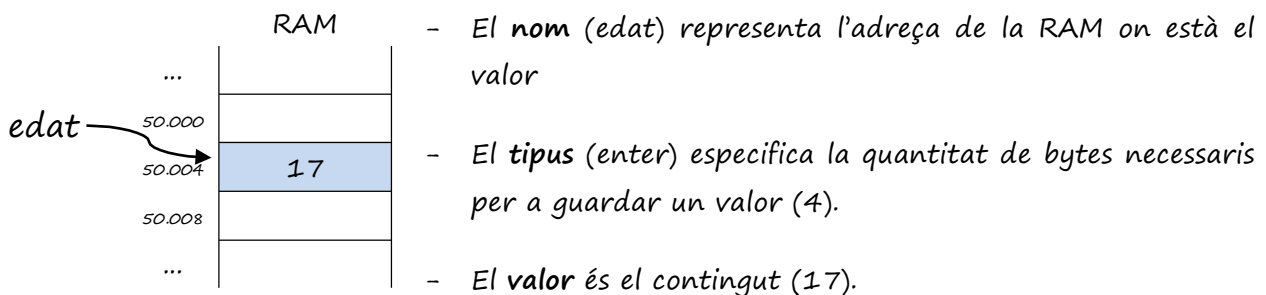 RAM
...
50.000
edat
50.004
17
50.008
...
- El nom (edat) representa l'adreça de la RAM on està el
valor
- El tipus (enter) especifica la quantitat de bytes necessaris
per a guardar un valor (4).
- El valor és el contingut (17).